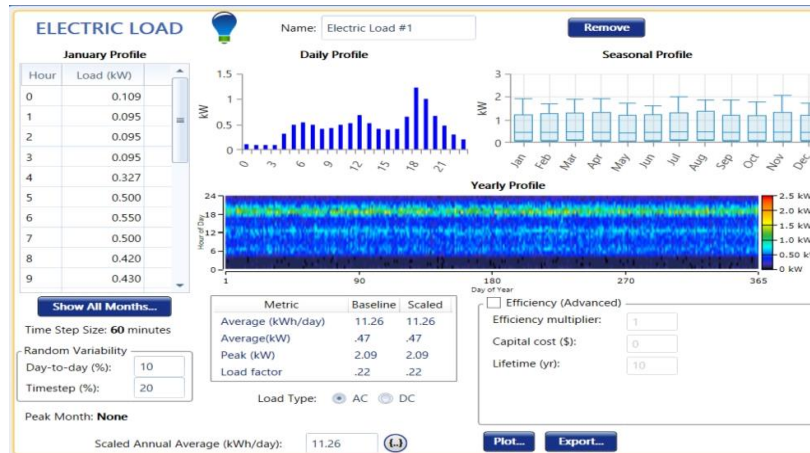 ELECTRIC LOAD
Name: Electric Load #1
Remove
January Profile
Hour Load (kW)
0 0.109
1 0.095
2 0.095
3 0.095
4 0.327
5 0.500
6 0.550
7 0.500
8 0.420
9 0.430
Show All Months...
Time Step Size: 60 minutes
Random Variability
Day-to-day (%): 10
Timestep (%): 20
Peak Month: None
Daily Profile
kW
1.5
1
0.5
0
0 3 6 9 12 15 18 21
Seasonal Profile
kW
3
2
1
0
Jan Feb Mar Apr May Jun Jul Aug Sep Oct Nov Dec
Yearly Profile
Hour of Day
24
18
12
6
0
1 90 180 270 365
Day of Year
2.5 kW
2.0 kW
1.5 kW
1.0 kW
0.50 kW
0 kW
Metric Baseline Scaled
Average (kWh/day) 11.26 11.26
Average(kW) .47 .47
Peak (kW) 2.09 2.09
Load factor .22 .22
Load Type: AC DC
Efficiency (Advanced)
Efficiency multiplier: 1
Capital cost ($): 0
Lifetime (yr): 10
Scaled Annual Average (kWh/day): 11.26 {..}
Plot... Export...